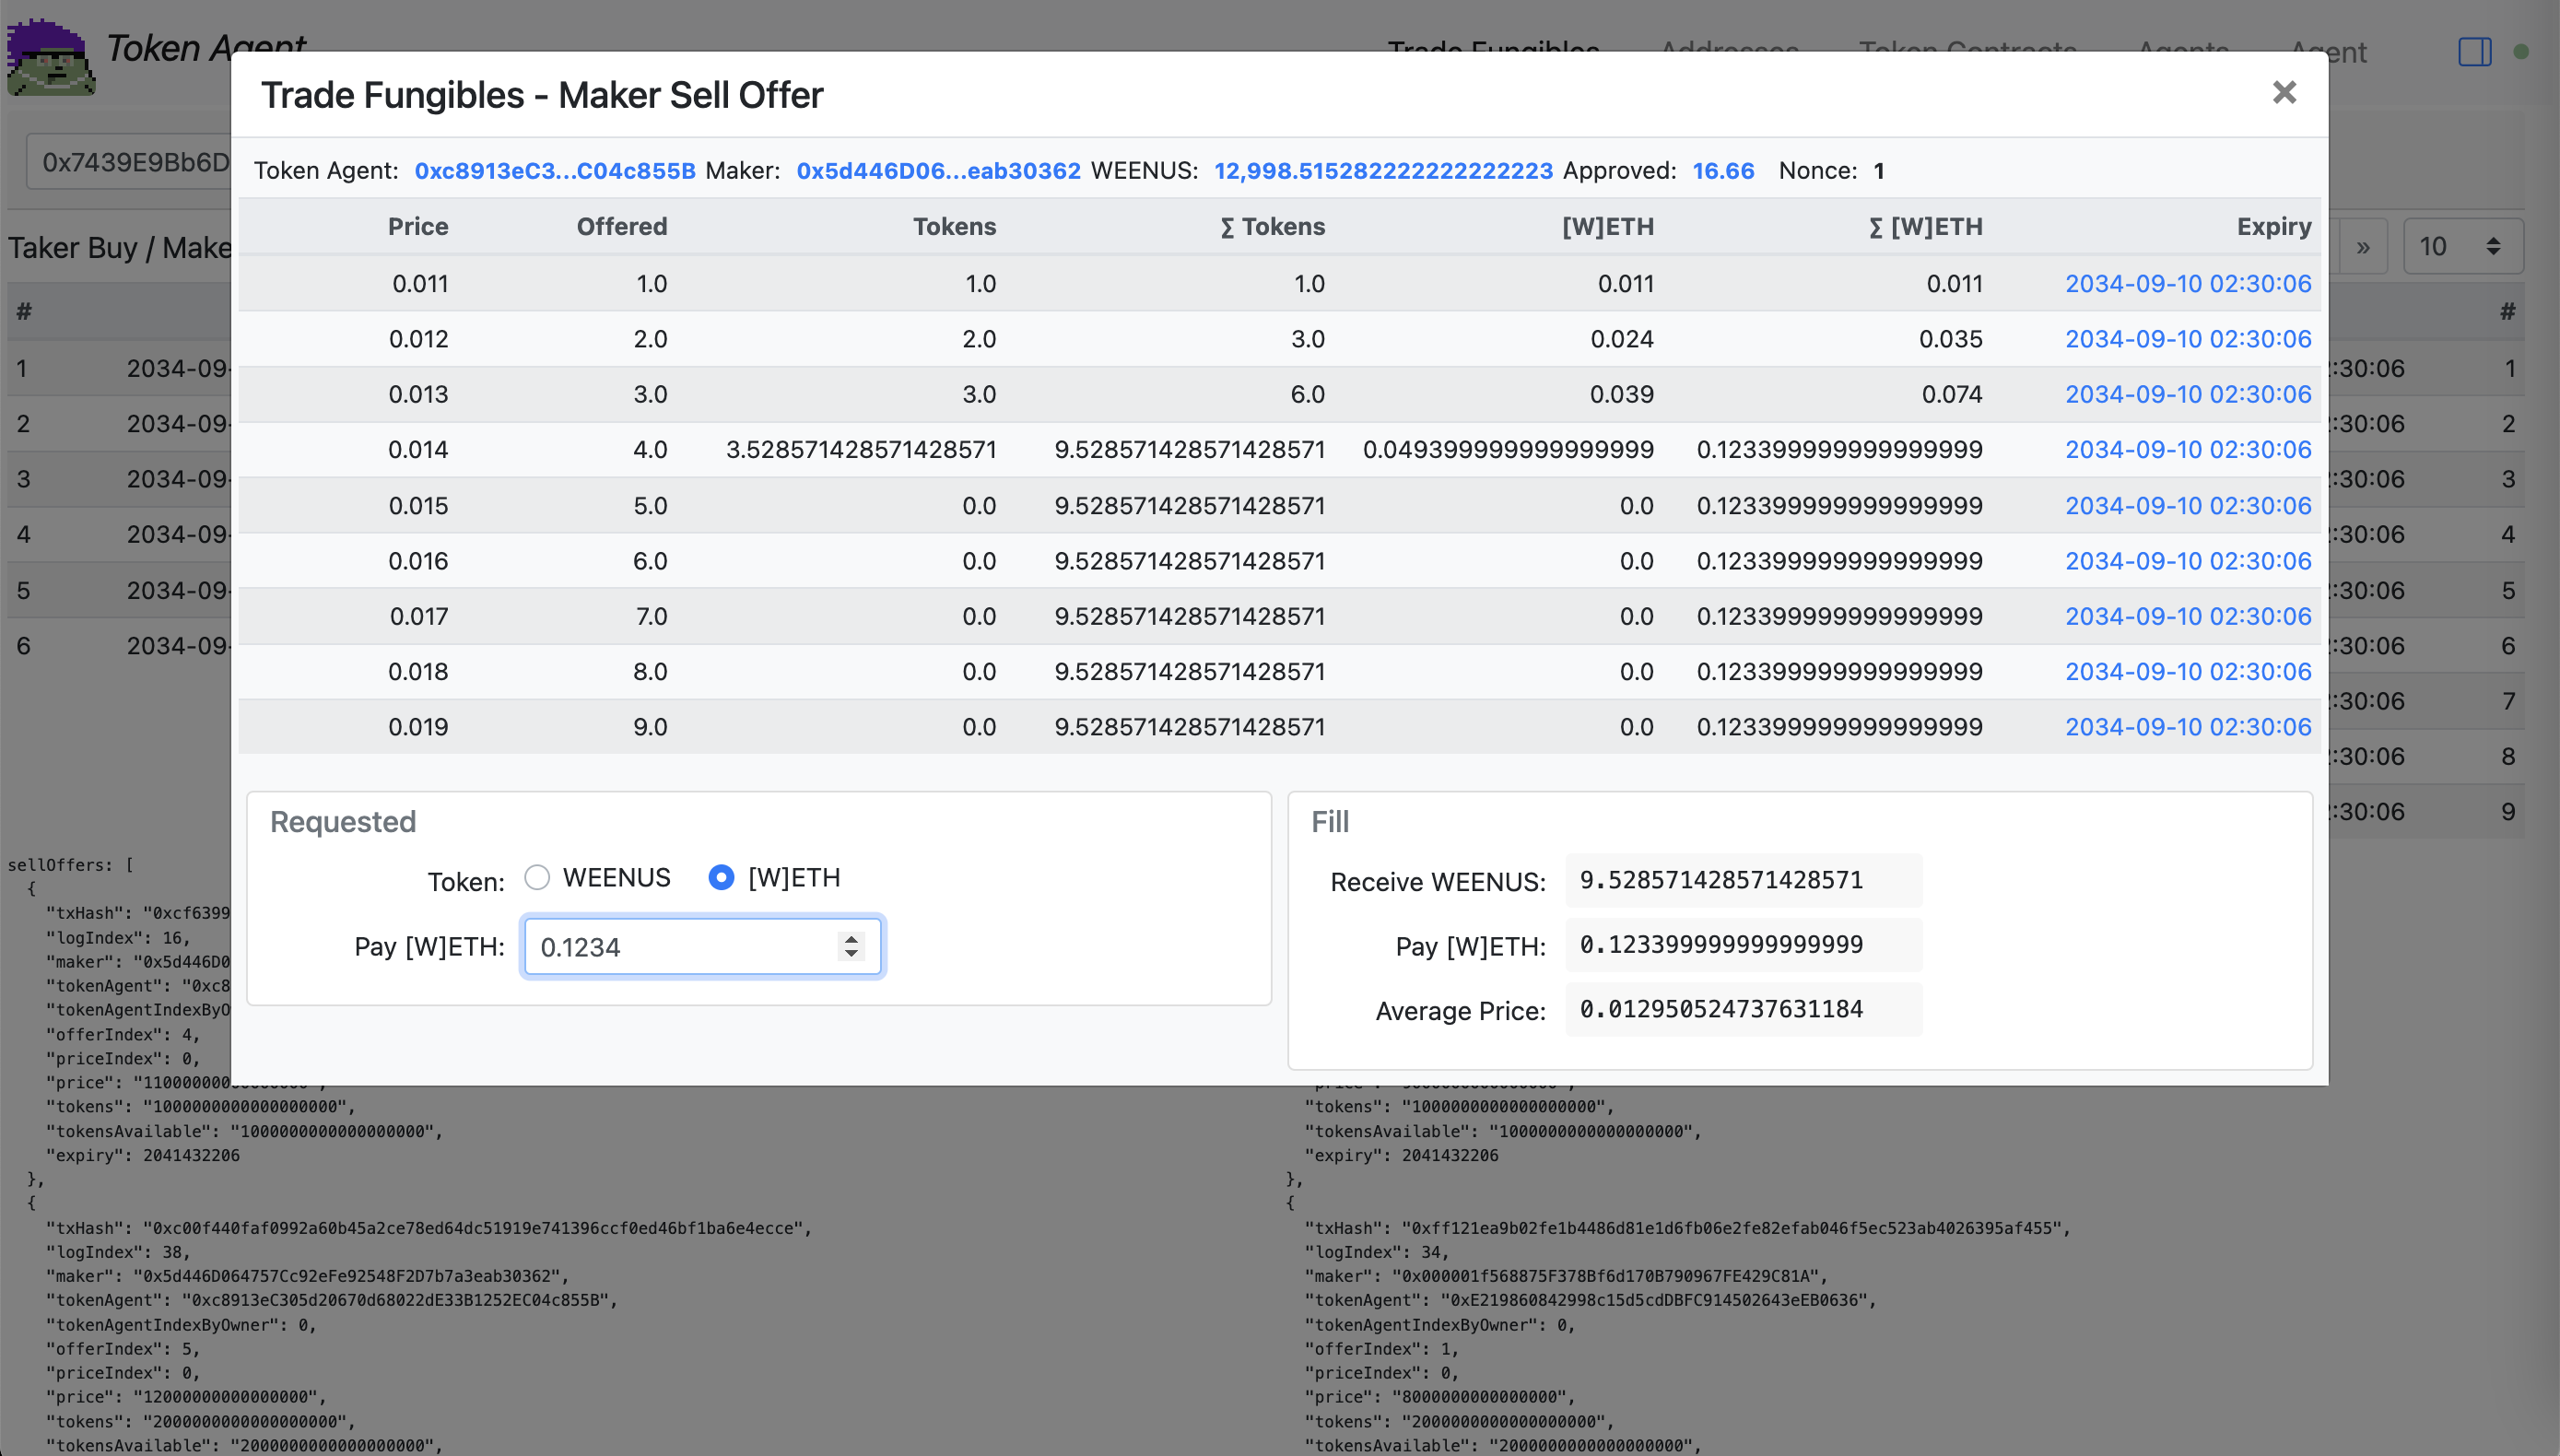 Token Agent
Trade Fungibles Addresses Token Contracts Agents Agent
Trade Fungibles - Maker Sell Offer
0x7439E9Bb6D
Token Agent: 0xc8913eC3...C04c855B Maker: 0x5d446D06...eab30362 WEENUS: 12,998.515282222222222223 Approved: 16.66 Nonce: 1
Taker Buy / Make
» 10
Price Offered Tokens ∑ Tokens [W]ETH ∑ [W]ETH Expiry
0.011 1.0 1.0 1.0 0.011 0.011 2034-09-10 02:30:06
0.012 2.0 2.0 3.0 0.024 0.035 2034-09-10 02:30:06
0.013 3.0 3.0 6.0 0.039 0.074 2034-09-10 02:30:06
0.014 4.0 3.528571428571428571 9.528571428571428571 0.049399999999999999 0.123399999999999999 2034-09-10 02:30:06
0.015 5.0 0.0 9.528571428571428571 0.0 0.123399999999999999 2034-09-10 02:30:06
0.016 6.0 0.0 9.528571428571428571 0.0 0.123399999999999999 2034-09-10 02:30:06
0.017 7.0 0.0 9.528571428571428571 0.0 0.123399999999999999 2034-09-10 02:30:06
0.018 8.0 0.0 9.528571428571428571 0.0 0.123399999999999999 2034-09-10 02:30:06
0.019 9.0 0.0 9.528571428571428571 0.0 0.123399999999999999 2034-09-10 02:30:06
# #
1 2034-09- :30:06 1
2 2034-09- :30:06 2
3 2034-09- :30:06 3
4 2034-09- :30:06 4
5 2034-09- :30:06 5
6 2034-09- :30:06 6
:30:06 7
:30:06 8
:30:06 9
Requested
Token: WEENUS [W]ETH
Pay [W]ETH: 0.1234
Fill
Receive WEENUS: 9.528571428571428571
Pay [W]ETH: 0.123399999999999999
Average Price: 0.012950524737631184
sellOffers: [
{
"txHash": "0xcf6399
"logIndex": 16,
"maker": "0x5d446D0
"tokenAgent": "0xc8
"tokenAgentIndexByO
"offerIndex": 4,
"priceIndex": 0,
"price": "11000000000000000",
"tokens": "1000000000000000000",
"tokensAvailable": "1000000000000000000",
"expiry": 2041432206
},
{
"txHash": "0xc00f440faf0992a60b45a2ce78ed64dc51919e741396ccf0ed46bf1ba6e4ecce",
"logIndex": 38,
"maker": "0x5d446D064757Cc92eFe92548F2D7b7a3eab30362",
"tokenAgent": "0xc8913eC305d20670d68022dE33B1252EC04c855B",
"tokenAgentIndexByOwner": 0,
"offerIndex": 5,
"priceIndex": 0,
"price": "12000000000000000",
"tokens": "2000000000000000000",
"tokensAvailable": "2000000000000000000",
"tokens": "1000000000000000000",
"tokensAvailable": "1000000000000000000",
"expiry": 2041432206
},
{
"txHash": "0xff121ea9b02fe1b4486d81e1d6fb06e2fe82efab046f5ec523ab4026395af455",
"logIndex": 34,
"maker": "0x000001f568875F378Bf6d170B790967FE429C81A",
"tokenAgent": "0xE219860842998c15d5cdDBFC914502643eEB0636",
"tokenAgentIndexByOwner": 0,
"offerIndex": 1,
"priceIndex": 0,
"price": "8000000000000000",
"tokens": "2000000000000000000",
"tokensAvailable": "2000000000000000000",